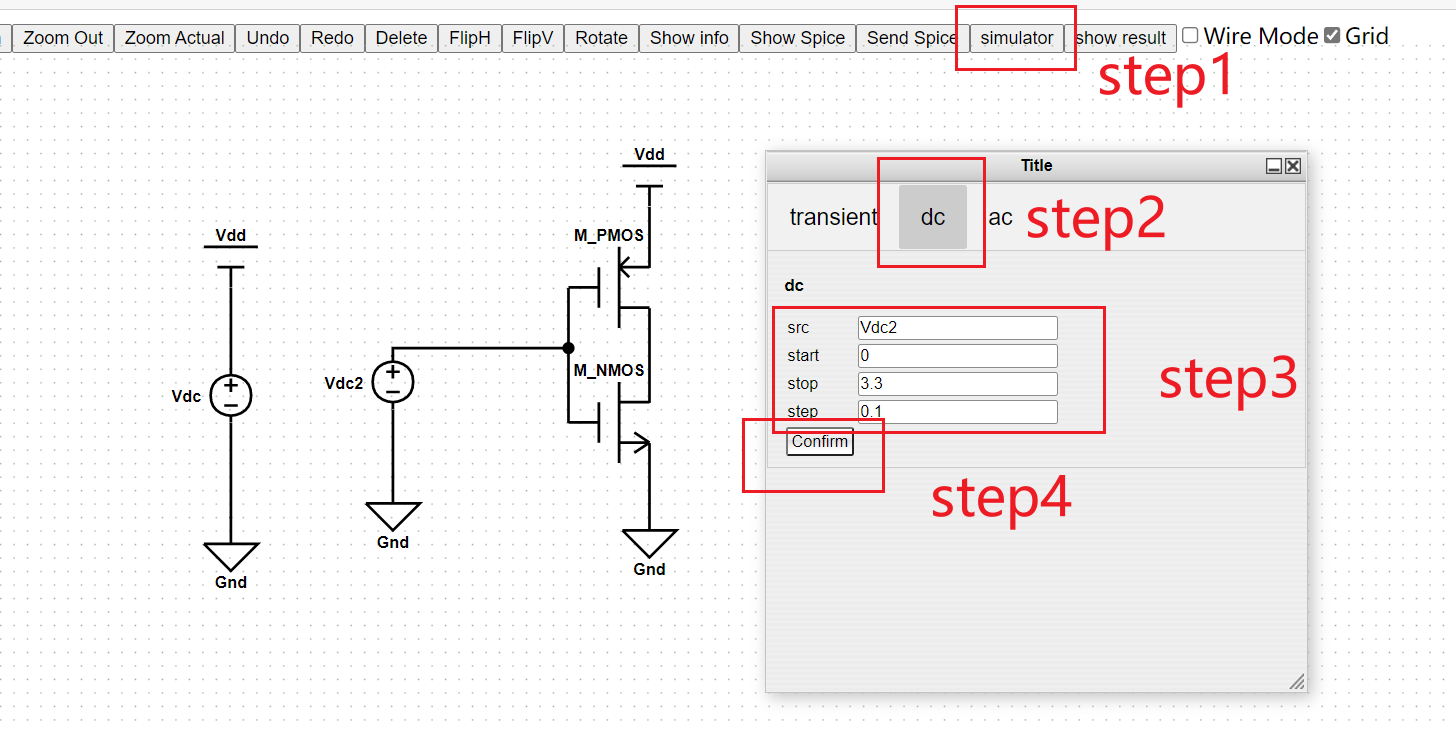 Zoom Out Zoom Actual Undo Redo Delete FlipH FlipV Rotate Show info Show Spice Send Spice simulator show result Wire Mode Grid
step1
Vdd
Title
transient dc ac step2
M_PMOS
Vdd
dc
src Vdc2
start 0
stop 3.3
step 0.1
step3
M_NMOS
Vdc2
Vdc
Confirm
step4
Gnd
Gnd
Gnd